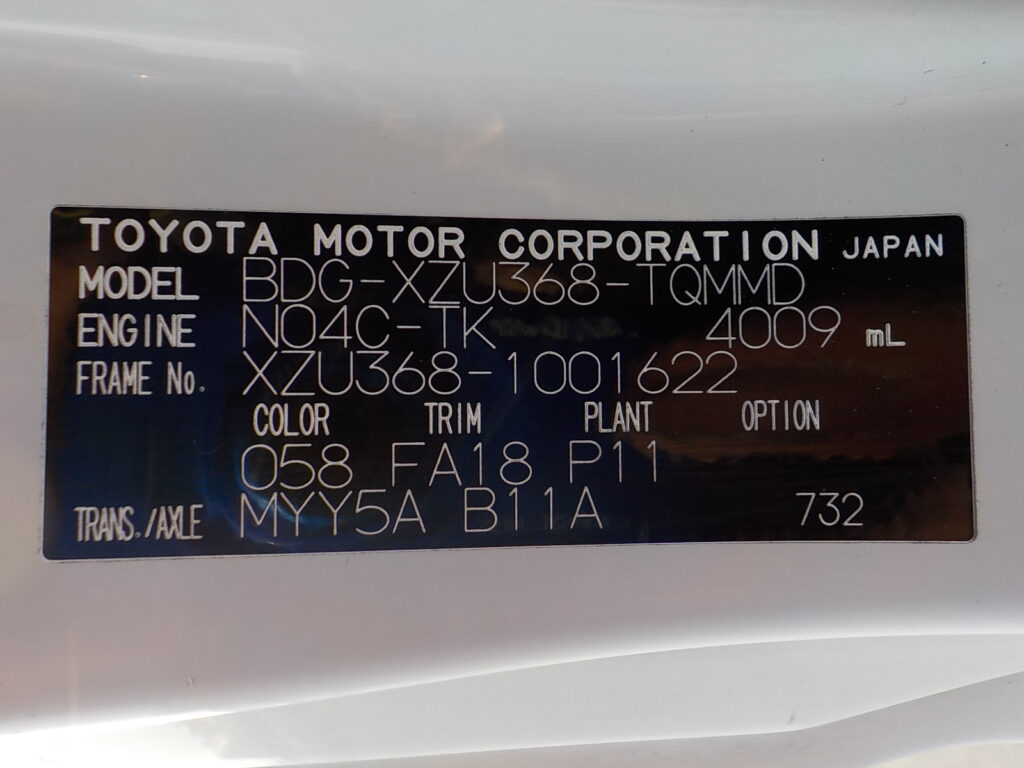 TOYOTA MOTOR CORPORATION JAPAN
MODEL BDG-XZU368-TQMMD
ENGINE N04C-TK 4009 mL
FRAME No. XZU368-1001622
COLOR TRIM PLANT OPTION
058 FA18 P11
TRANS./AXLE MYY5A B11A 732